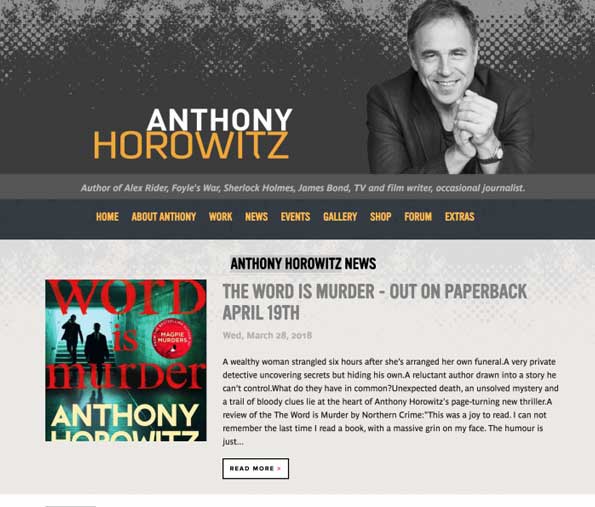 ANTHONY
HOROWITZ
Author of Alex Rider, Foyle's War, Sherlock Holmes, James Bond, TV and film writer, occasional journalist.
HOME ABOUT ANTHONY WORK NEWS EVENTS GALLERY SHOP FORUM EXTRAS
ANTHONY HOROWITZ NEWS
THE WORD IS MURDER - OUT ON PAPERBACK
APRIL 19TH
Wed, March 28, 2018
A wealthy woman strangled six hours after she's arranged her own funeral.A very private
detective uncovering secrets but hiding his own.A reluctant author drawn into a story he
can't control.What do they have in common?Unexpected death, an unsolved mystery and
a trail of bloody clues lie at the heart of Anthony Horowitz's page-turning new thriller.A
review of the The Word is Murder by Northern Crime:"This was a joy to read. I can not
remember the last time I read a book, with a massive grin on my face. The humour is
just...
READ MORE >
word
is
murder
MAGPIE
MURDERS
ANTHONY
HOROWITZ